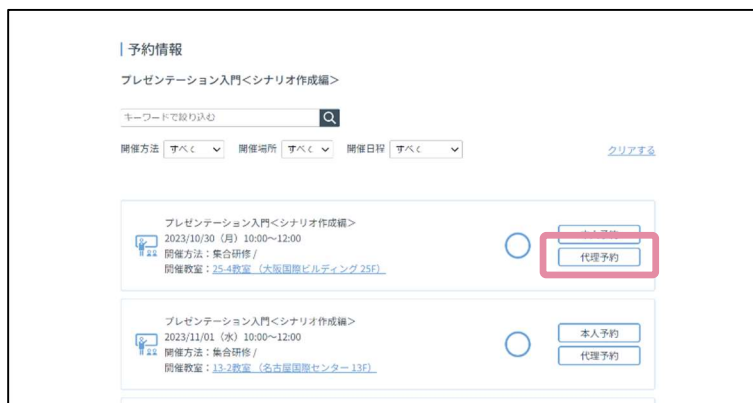 予約情報
プレゼンテーション入門<シナリオ作成編>
キーワードで絞り込む
開催方法 すべて 開催場所 すべて 開催日程 すべて
クリアする
プレゼンテーション入門<シナリオ作成編>
2023/10/30（月）10:00～12:00
開催方法：集合研修 /
開催教室：25-4教室 （大阪国際ビルディング 25F）
本人予約
代理予約
プレゼンテーション入門<シナリオ作成編>
2023/11/01（水）10:00～12:00
開催方法：集合研修 /
開催教室：13-2教室 （名古屋国際センター 13F）
本人予約
代理予約